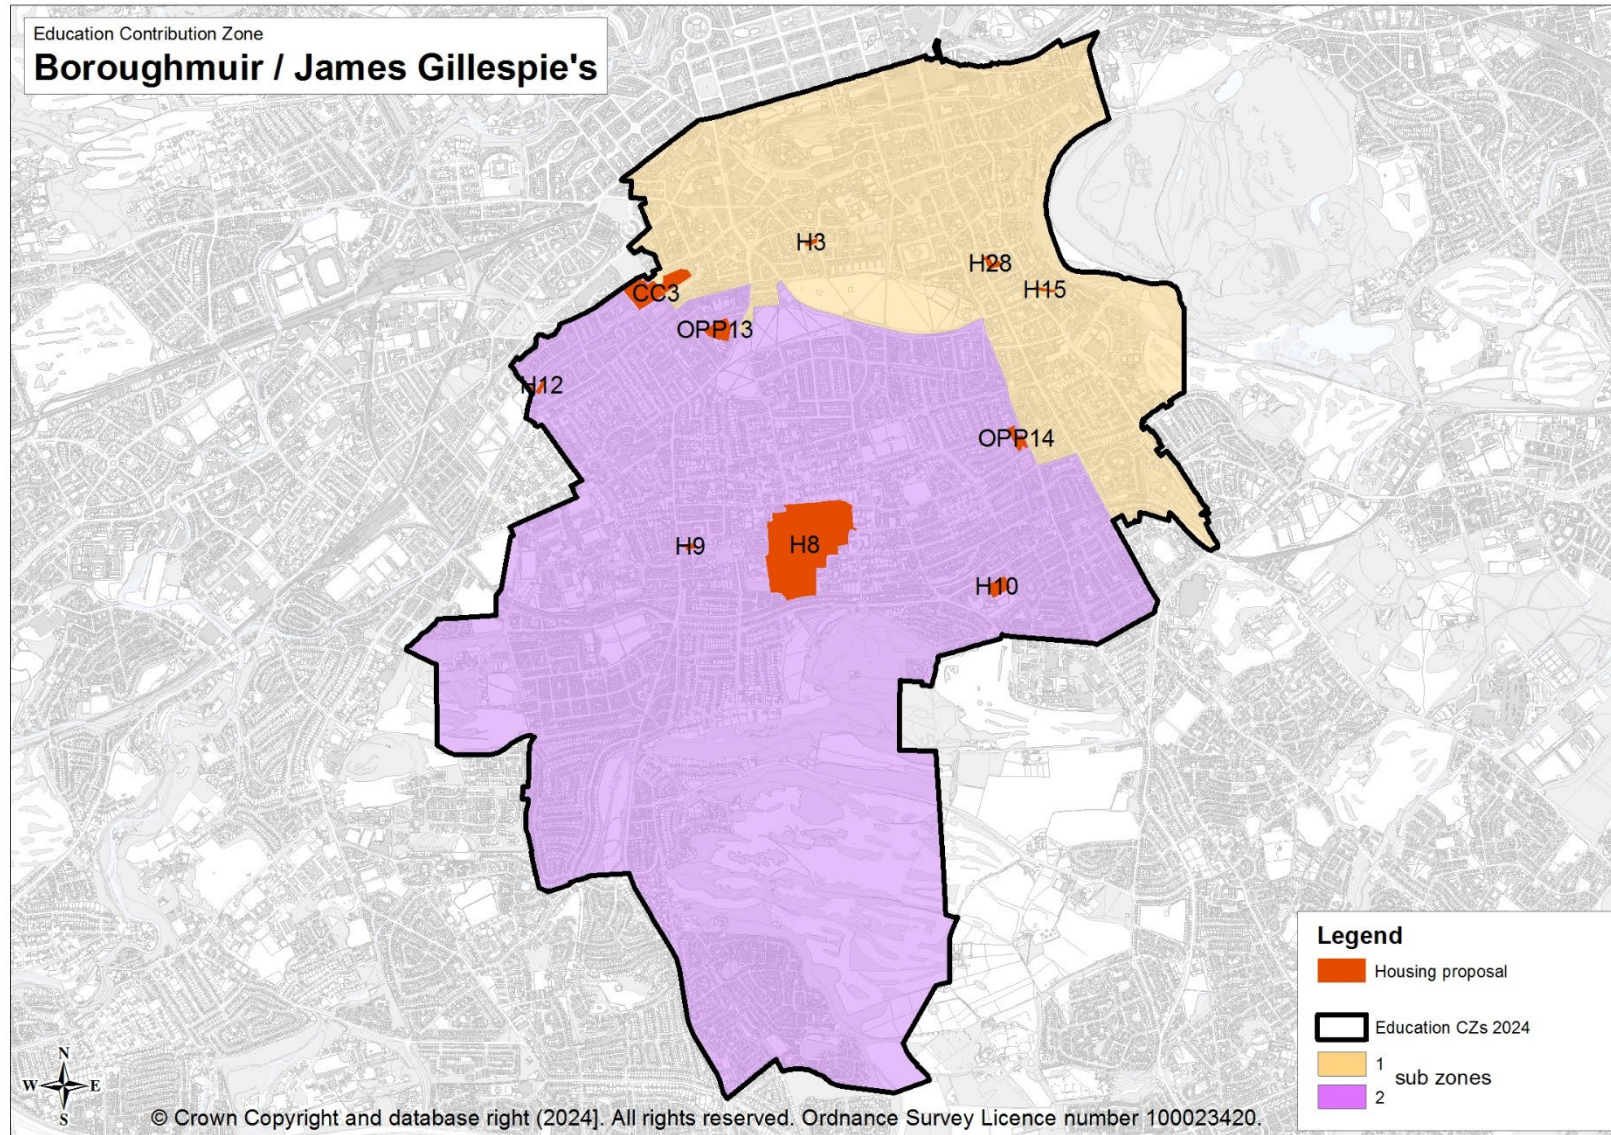 Education Contribution Zone
Boroughmuir / James Gillespie's
H3
H28
H15
CC3
OPP13
H12
OPP14
H9
H8
H10
Legend
Housing proposal
Education CZs 2024
1
sub zones
2
N
W E
S
© Crown Copyright and database right (2024]. All rights reserved. Ordnance Survey Licence number 100023420.